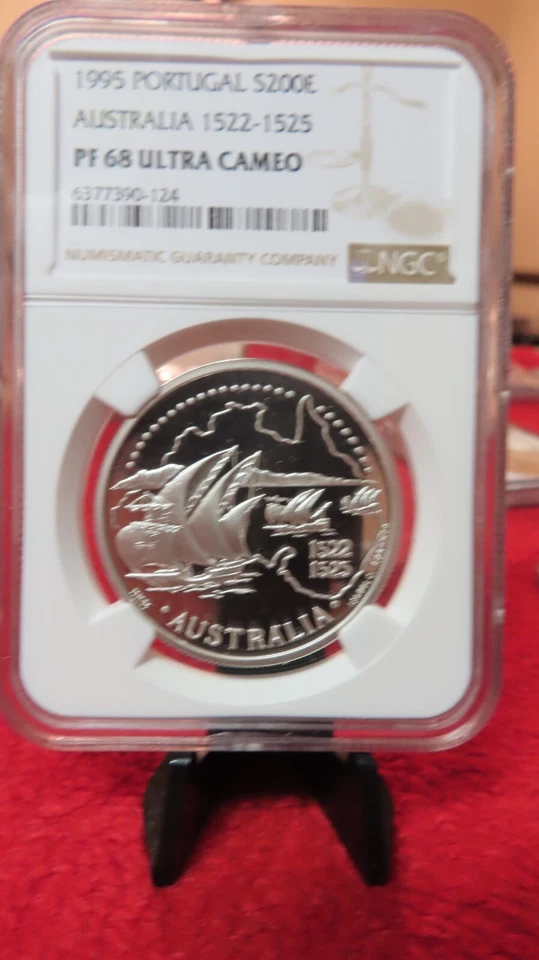 1995 PORTUGAL S200E
AUSTRALIA 1522-1525
PF 68 ULTRA CAMEO
6377390-124
NUMISMATIC GUARANTY COMPANY
NGC
1522
1525
• AUSTRALIA •